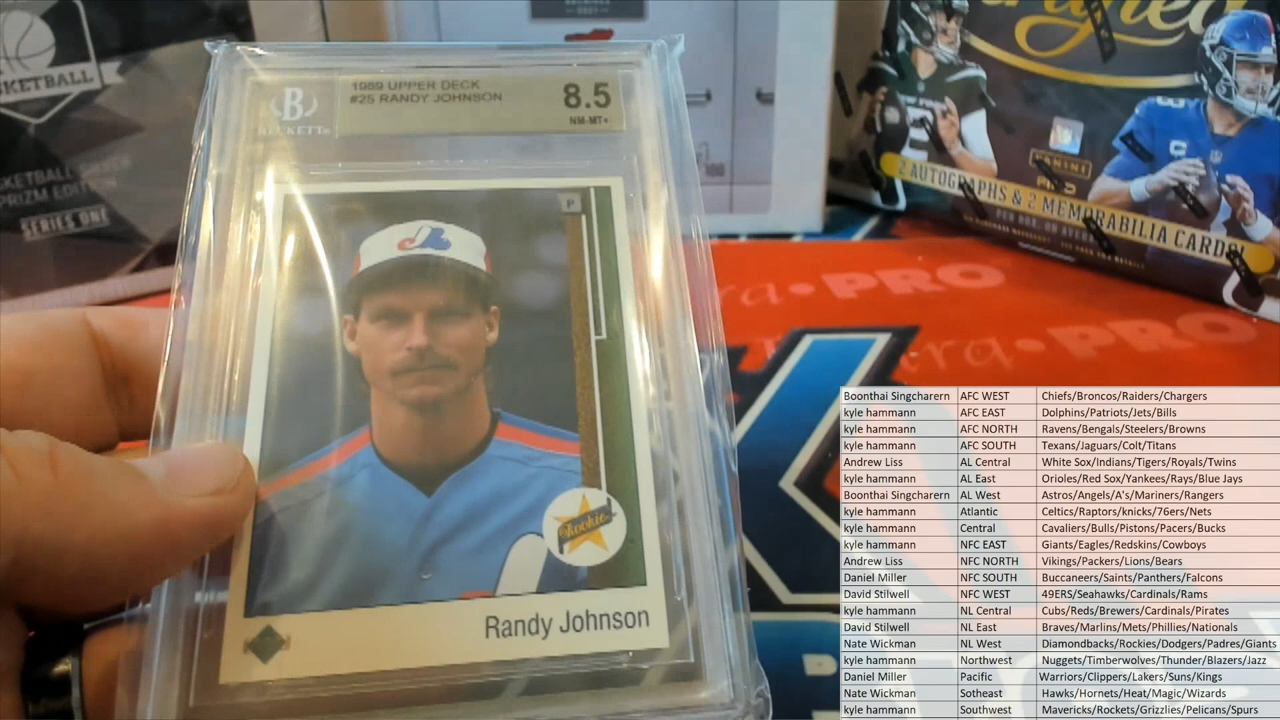 KETBALL
KETBALL
PRIZM EDITION
SERIES ONE
1989 UPPER DECK
#25 RANDY JOHNSON
8.5
NM-MT+
B
BECKETT
P
Rookie
Randy Johnson
PANINI
2 AUTOGRAPHS & 2 MEMORABILIA CARDS!
PRO
PRO
Boonthai Singcharern AFC WEST Chiefs/Broncos/Raiders/Chargers
kyle hammann AFC EAST Dolphins/Patriots/Jets/Bills
kyle hammann AFC NORTH Ravens/Bengals/Steelers/Browns
kyle hammann AFC SOUTH Texans/Jaguars/Colt/Titans
Andrew Liss AL Central White Sox/Indians/Tigers/Royals/Twins
kyle hammann AL East Orioles/Red Sox/Yankees/Rays/Blue Jays
Boonthai Singcharern AL West Astros/Angels/A's/Mariners/Rangers
kyle hammann Atlantic Celtics/Raptors/knicks/76ers/Nets
kyle hammann Central Cavaliers/Bulls/Pistons/Pacers/Bucks
kyle hammann NFC EAST Giants/Eagles/Redskins/Cowboys
Andrew Liss NFC NORTH Vikings/Packers/Lions/Bears
Daniel Miller NFC SOUTH Buccaneers/Saints/Panthers/Falcons
David Stilwell NFC WEST 49ERS/Seahawks/Cardinals/Rams
kyle hammann NL Central Cubs/Reds/Brewers/Cardinals/Pirates
David Stilwell NL East Braves/Marlins/Mets/Phillies/Nationals
Nate Wickman NL West Diamondbacks/Rockies/Dodgers/Padres/Giants
kyle hammann Northwest Nuggets/Timberwolves/Thunder/Blazers/Jazz
Daniel Miller Pacific Warriors/Clippers/Lakers/Suns/Kings
Nate Wickman Sotheast Hawks/Hornets/Heat/Magic/Wizards
kyle hammann Southwest Mavericks/Rockets/Grizzlies/Pelicans/Spurs